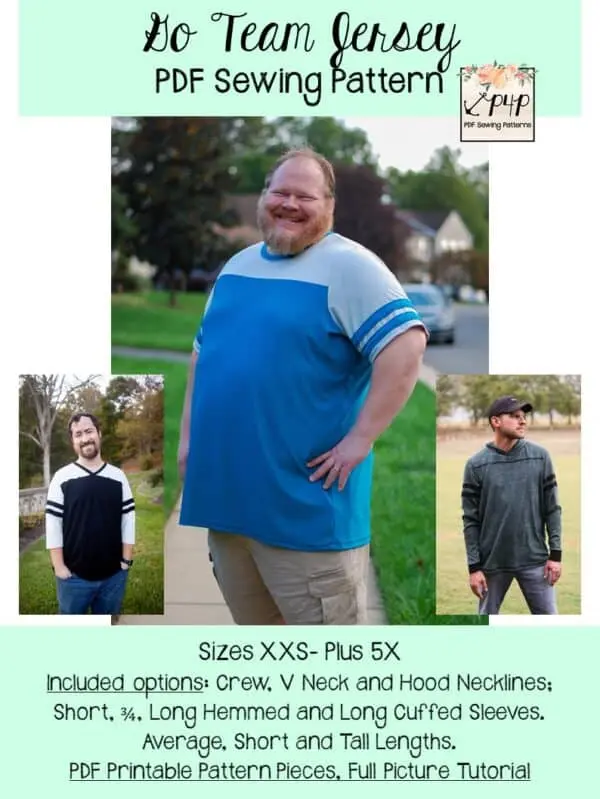 Go Team Jersey
PDF Sewing Pattern
P4P
PDF Sewing Patterns
Sizes XXS- Plus 5X
Included options: Crew, V Neck and Hood Necklines;
Short, ¾, Long Hemmed and Long Cuffed Sleeves.
Average, Short and Tall Lengths.
PDF Printable Pattern Pieces, Full Picture Tutorial